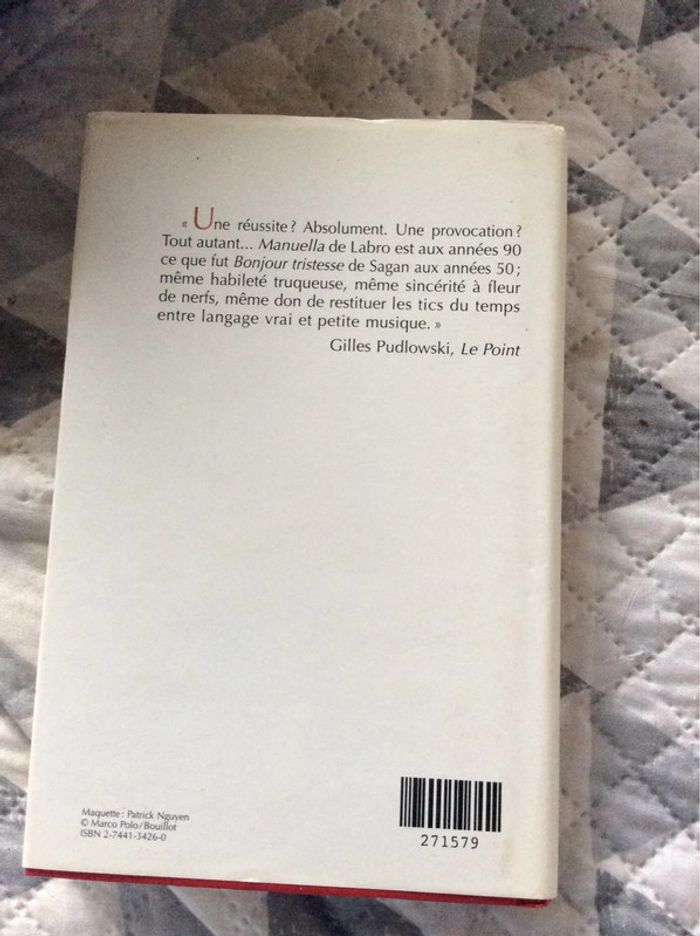 « Une réussite ? Absolument. Une provocation ?
Tout autant... Manuella de Labro est aux années 90
ce que fut Bonjour tristesse de Sagan aux années 50 ;
même habileté truqueuse, même sincérité à fleur
de nerfs, même don de restituer les tics du temps
entre langage vrai et petite musique. »
Gilles Pudlowski, Le Point
Maquette : Patrick Nguyen
© Marco Polo/Bouillot
ISBN 2-7441-3426-0
271579